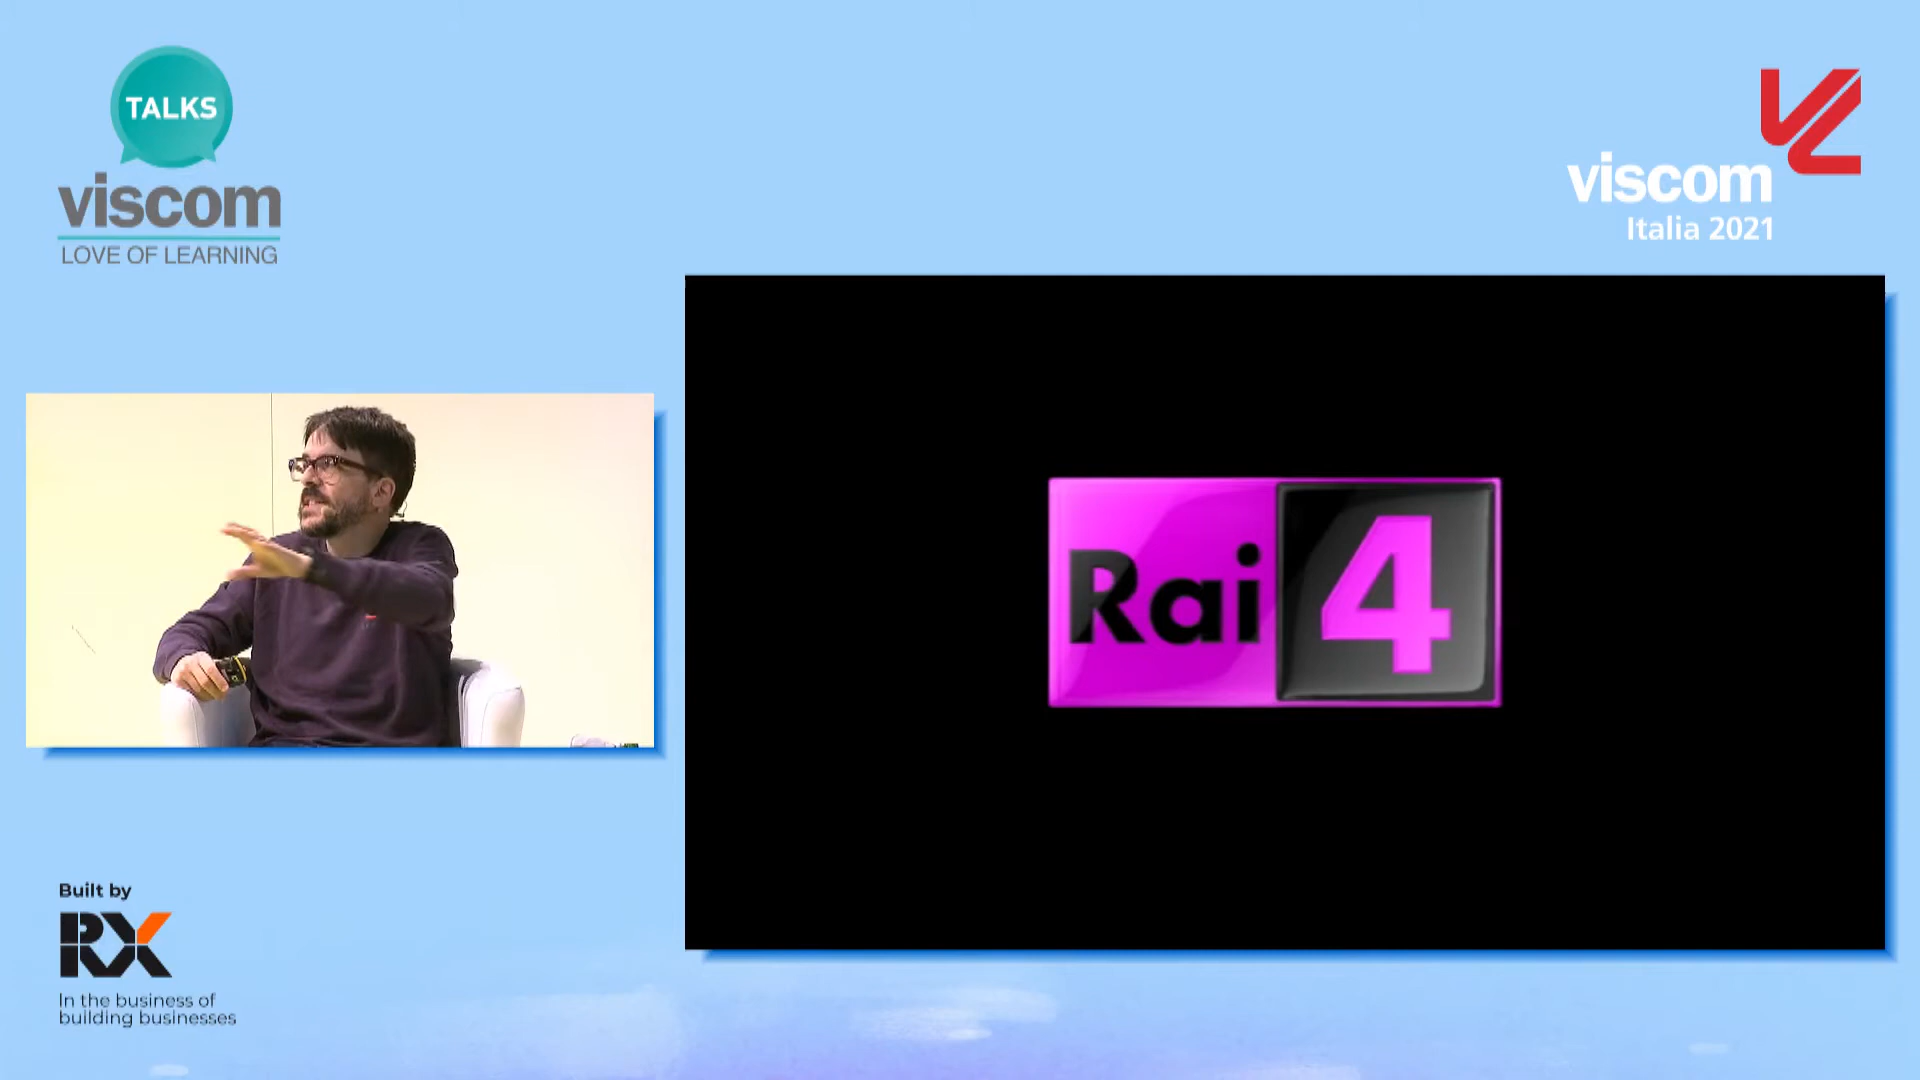 TALKS
viscom
LOVE OF LEARNING
viscom
Italia 2021
Rai 4
Built by
RX
In the business of
building businesses